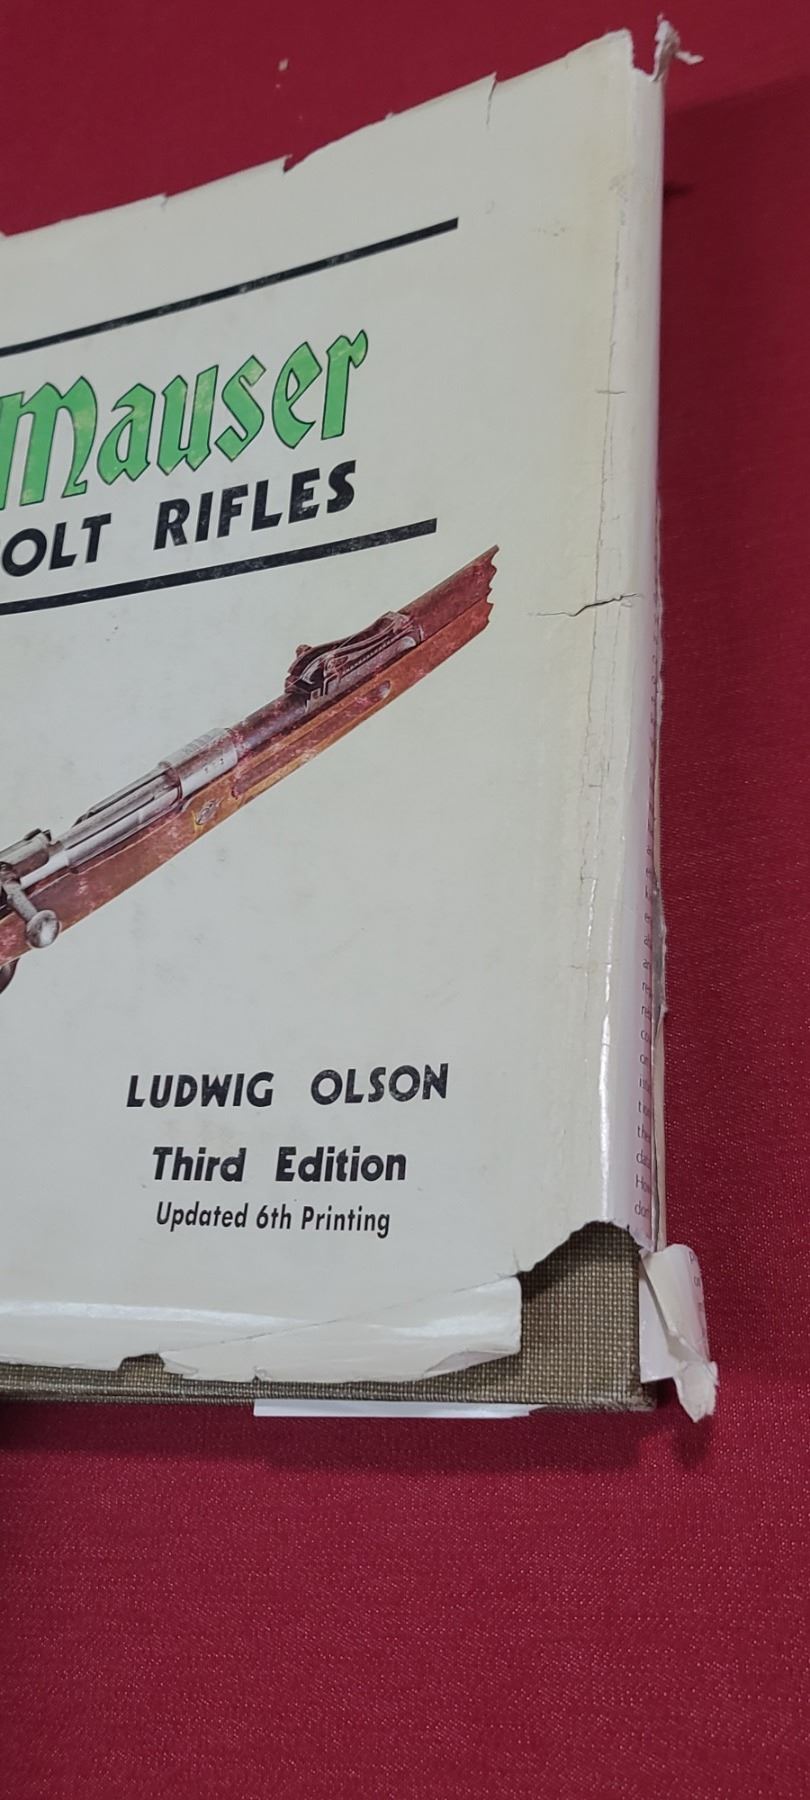 Mauser
OLT RIFLES
LUDWIG OLSON
Third Edition
Updated 6th Printing